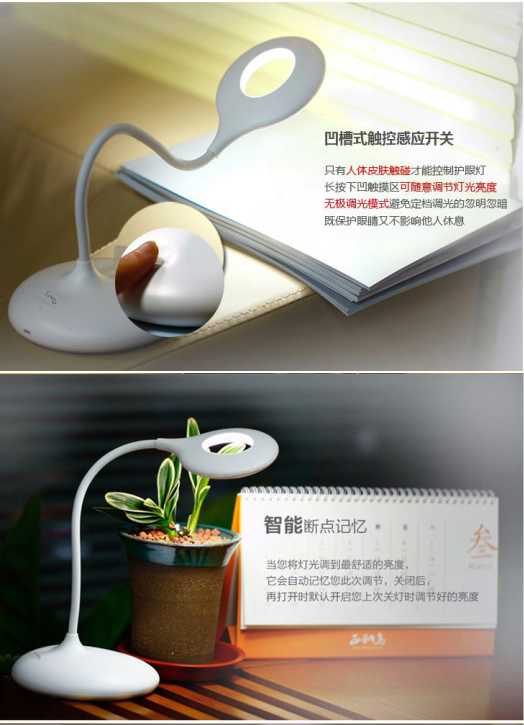 凹槽式触控感应开关
只有人体皮肤触碰才能控制护眼灯
长按下凹触摸区可随意调节灯光亮度
无极调光模式避免定档调光的忽明忽暗
既保护眼睛又不影响他人休息
智能断点记忆
叁
当您将灯光调到最舒适的亮度，
它会自动记忆您此次调节，关闭后，
再打开时默认开启您上次关灯时调节好的亮度